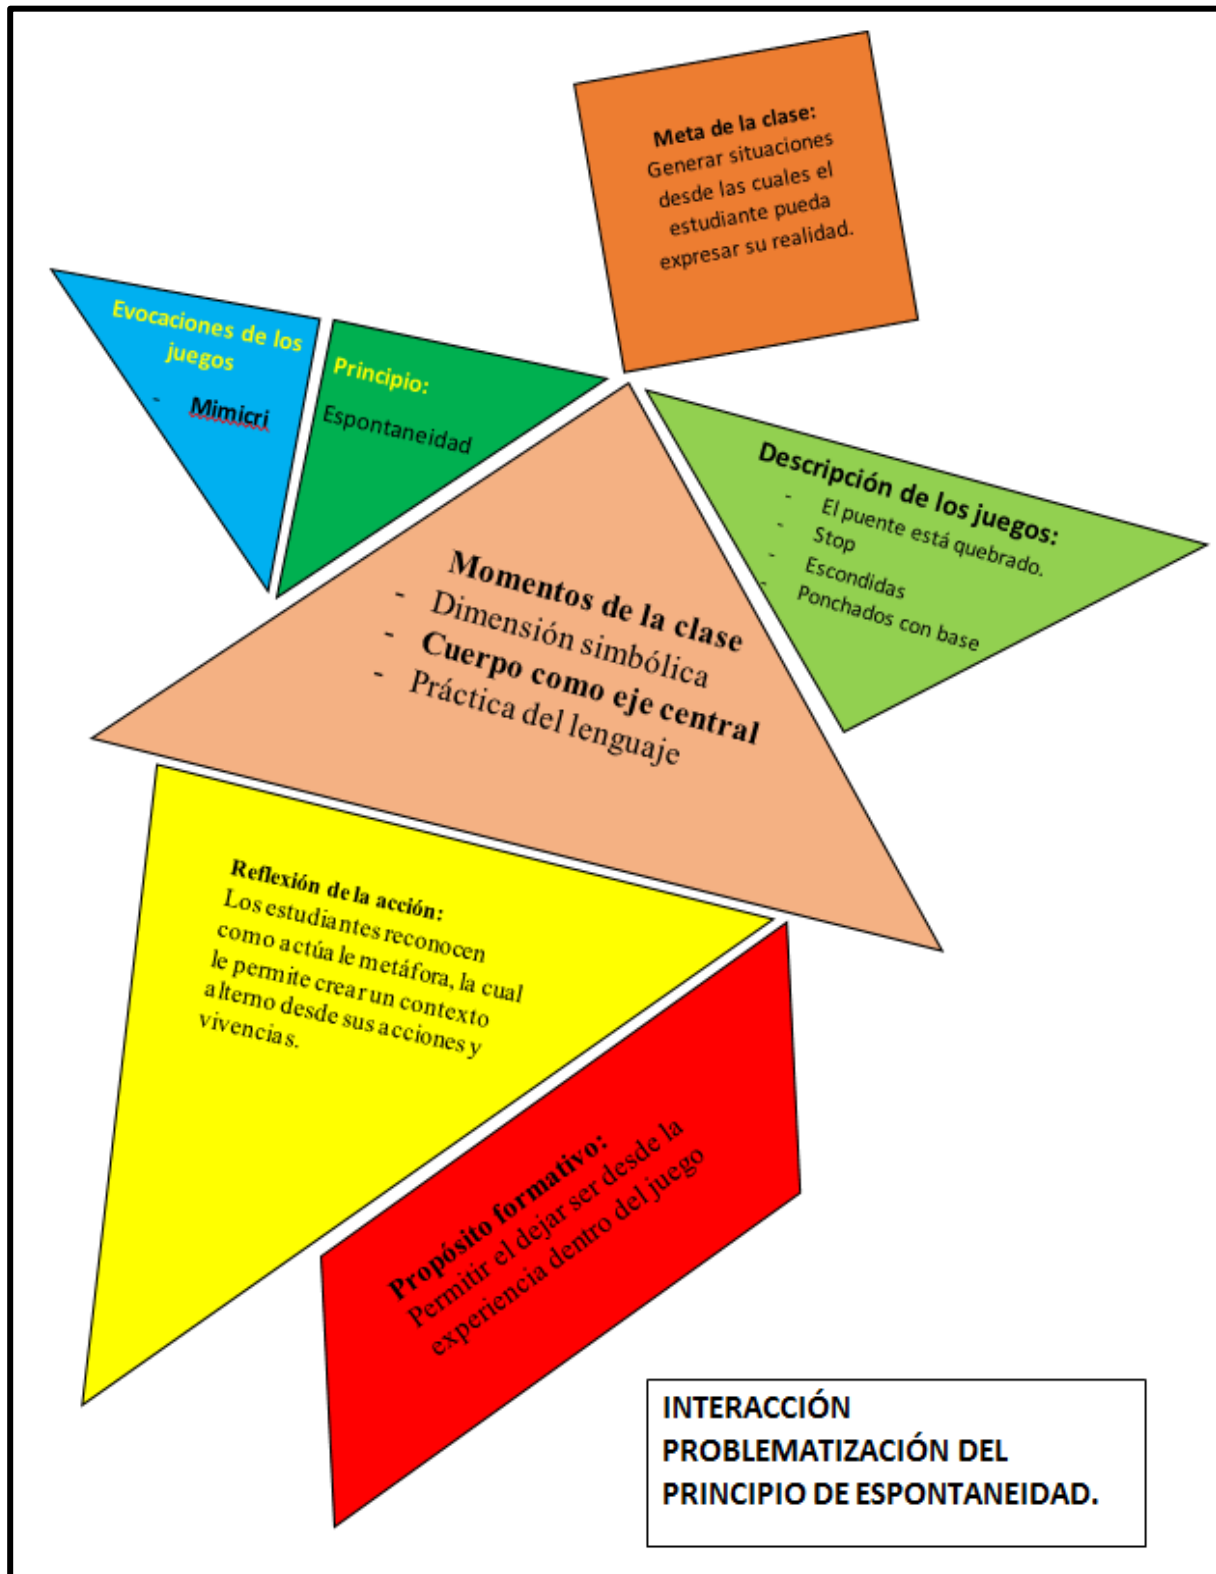 Meta de la clase:
Generar situaciones
desde las cuales el
estudiante pueda
expresar su realidad.
Evocaciones de los
juegos
- Mimicri
Principio:
Espontaneidad
Descripción de los juegos:
- El puente está quebrado.
- Stop
- Escondidas
- Ponchados con base
Momentos de la clase
- Dimensión simbólica
- Cuerpo como eje central
- Práctica del lenguaje
Reflexión de la acción:
Los estudiantes reconocen
como actúa le metáfora, la cual
le permite crear un contexto
alterno desde sus acciones y
vivencias.
Propósito formativo:
Permitir el dejar ser desde la
experiencia dentro del juego
INTERACCIÓN
PROBLEMATIZACIÓN DEL
PRINCIPIO DE ESPONTANEIDAD.